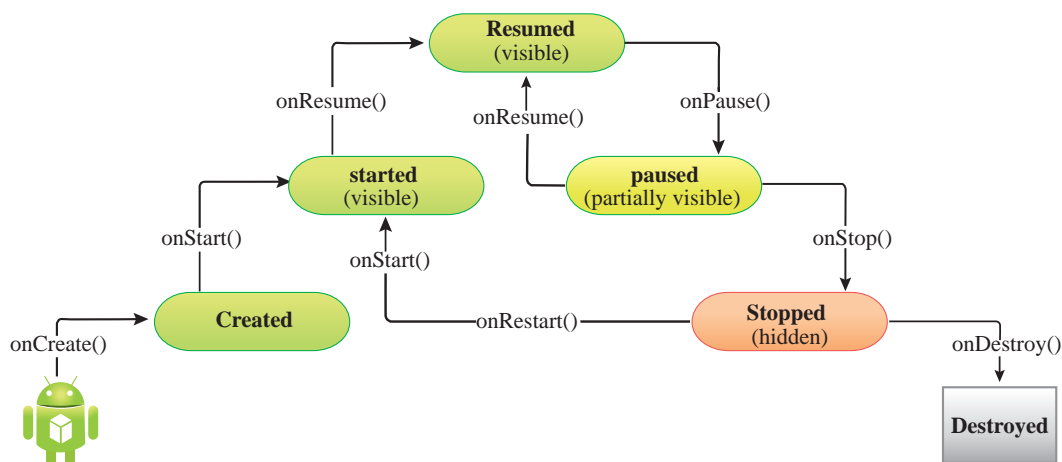 Resumed
(visible)
onResume()
onResume()
onPause()
started
(visible)
paused
(partially visible)
onStart()
onStart()
onStop()
Created
onRestart()
Stopped
(hidden)
onCreate()
onDestroy()
Destroyed